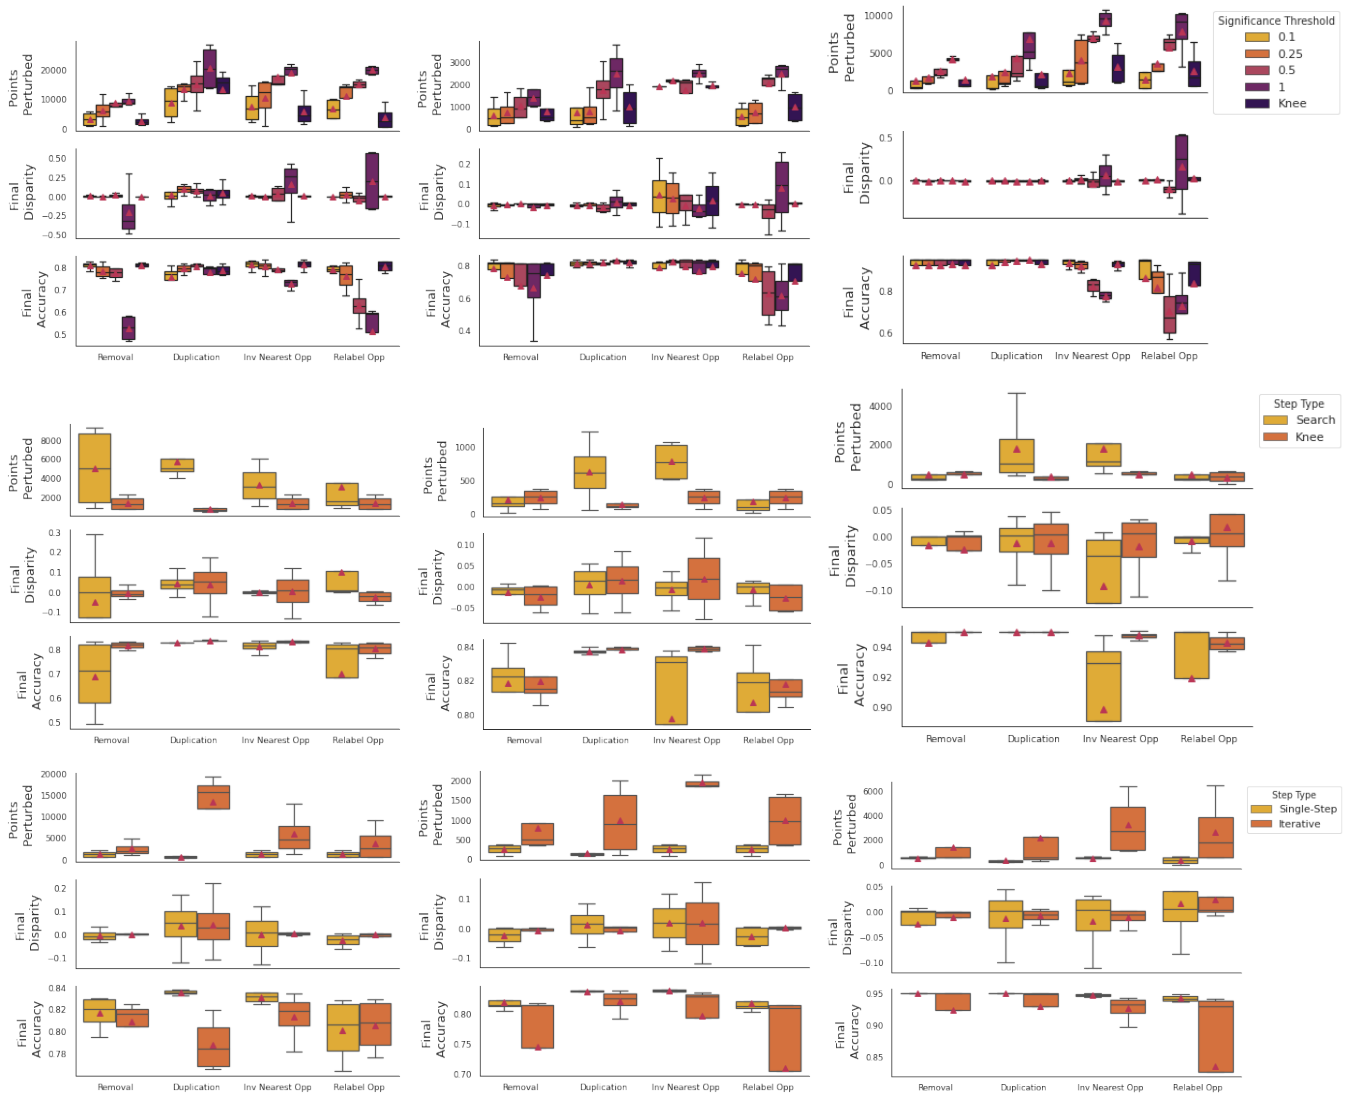 Points
Perturbed
20000
10000
0
Final
Disparity
0.50
0.25
0.00
−0.25
−0.50
Final
Accuracy
0.8
0.7
0.6
0.5
Removal Duplication Inv Nearest Opp Relabel Opp
3000
2000
1000
0
0.2
0.1
0.0
−0.1
0.8
0.6
0.4
Removal Duplication Inv Nearest Opp Relabel Opp
Points
Perturbed
10000
5000
0
Final
Disparity
0.5
0.0
Final
Accuracy
0.8
0.6
Removal Duplication Inv Nearest Opp Relabel Opp
Significance Threshold
0.1
0.25
0.5
1
Knee
Points
Perturbed
8000
6000
4000
2000
Final
Disparity
0.3
0.2
0.1
0.0
−0.1
Final
Accuracy
0.8
0.7
0.6
0.5
Removal Duplication Inv Nearest Opp Relabel Opp
Points
Perturbed
1000
500
0
Final
Disparity
0.10
0.05
0.00
−0.05
Final
Accuracy
0.84
0.82
0.80
Removal Duplication Inv Nearest Opp Relabel Opp
Points
Perturbed
4000
2000
0
Final
Disparity
0.05
0.00
−0.05
−0.10
Final
Accuracy
0.94
0.92
0.90
Removal Duplication Inv Nearest Opp Relabel Opp
Step Type
Search
Knee
Points
Perturbed
20000
15000
10000
5000
0
Final
Disparity
0.2
0.1
0.0
−0.1
Final
Accuracy
0.84
0.82
0.80
0.78
Removal Duplication Inv Nearest Opp Relabel Opp
Points
Perturbed
2000
1500
1000
500
0
Final
Disparity
0.1
0.0
−0.1
Final
Accuracy
0.80
0.75
0.70
Removal Duplication Inv Nearest Opp Relabel Opp
Points
Perturbed
6000
4000
2000
0
Final
Disparity
0.05
0.00
−0.05
−0.10
Final
Accuracy
0.95
0.90
0.85
Removal Duplication Inv Nearest Opp Relabel Opp
Step Type
Single-Step
Iterative